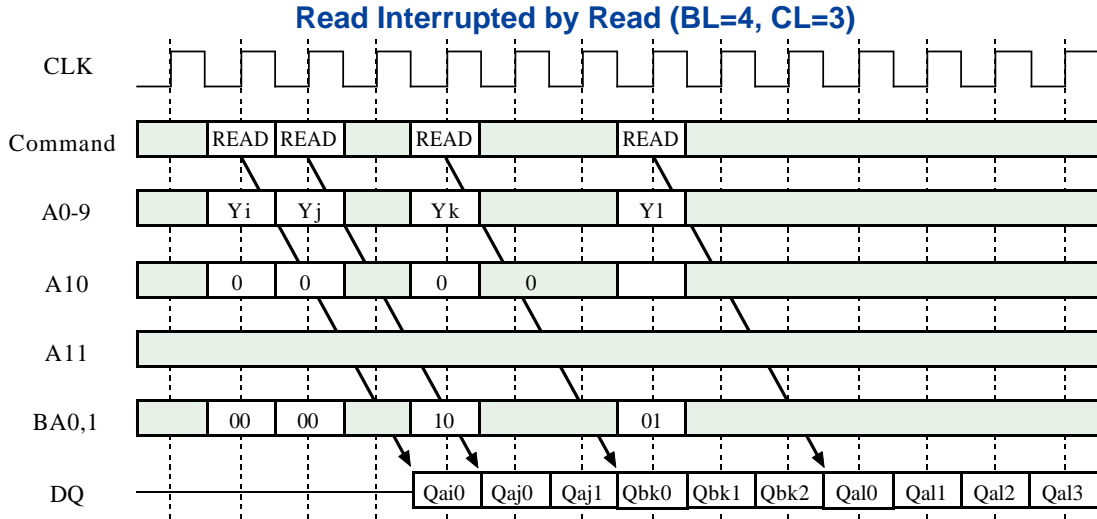 Read Interrupted by Read (BL=4, CL=3)
CLK
Command READ READ READ READ
A0-9 Yi Yj Yk Yl
A10 0 0 0 0
A11
BA0,1 00 00 10 01
DQ Qai0 Qaj0 Qaj1 Qbk0 Qbk1 Qbk2 Qal0 Qal1 Qal2 Qal3